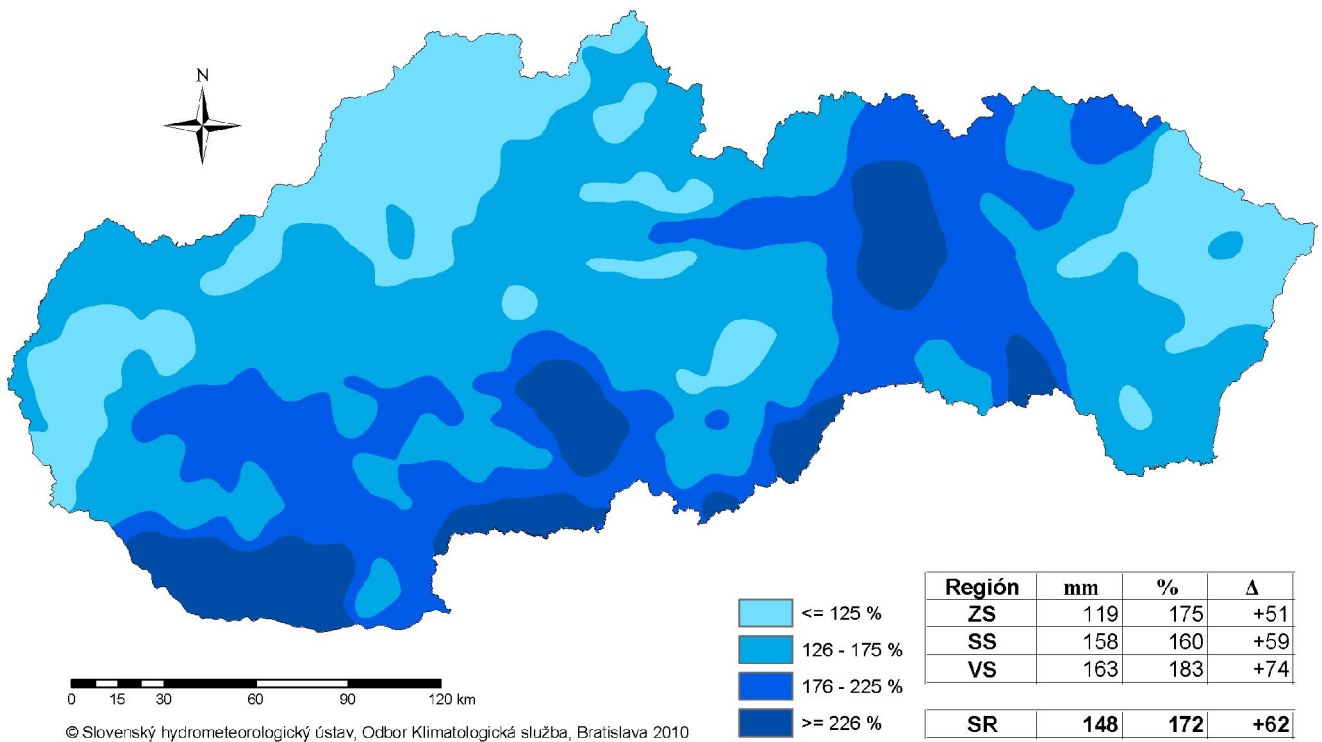 N
<= 125 %
126 - 175 %
176 - 225 %
>= 226 %
Región mm % Δ
ZS 119 175 +51
SS 158 160 +59
VS 163 183 +74
SR 148 172 +62
0 15 30 60 90 120 km
© Slovenský hydrometeorologický ústav, Odbor Klimatologická služba, Bratislava 2010